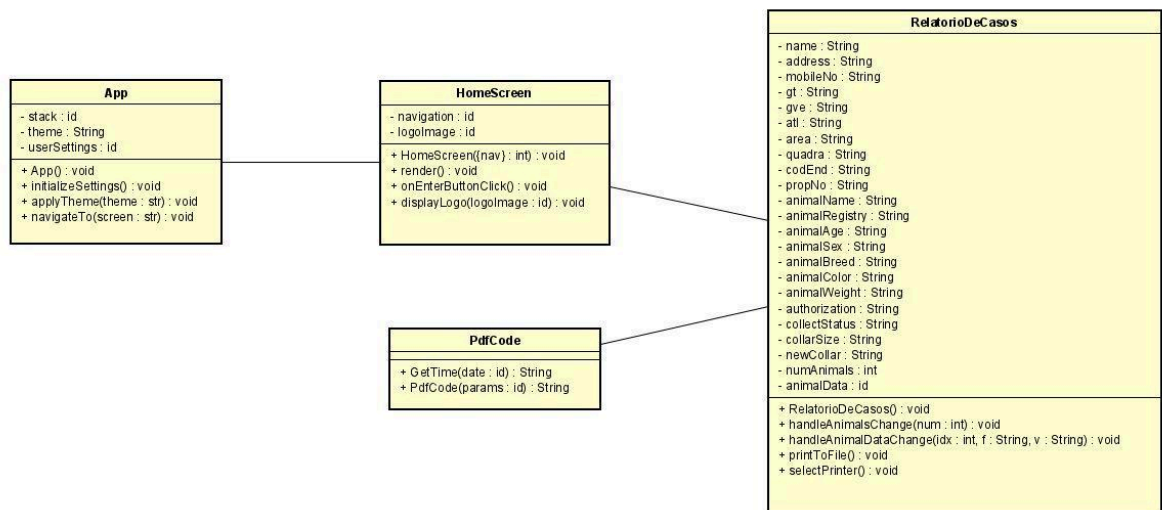 App
- stack : id
- theme : String
- userSettings : id
+ App() : void
+ initializeSettings() : void
+ applyTheme(theme : str) : void
+ navigateTo(screen : str) : void
HomeScreen
- navigation : id
- logoImage : id
+ HomeScreen({nav} : int) : void
+ render() : void
+ onEnterButtonClick() : void
+ displayLogo(logoImage : id) : void
PdfCode
+ GetTime(date : id) : String
+ PdfCode(params : id) : String
RelatorioDeCasos
- name : String
- address : String
- mobileNo : String
- gt : String
- gve : String
- atl : String
- area : String
- quadra : String
- codEnd : String
- propNo : String
- animalName : String
- animalRegistry : String
- animalAge : String
- animalSex : String
- animalBreed : String
- animalColor : String
- animalWeight : String
- authorization : String
- collectStatus : String
- collarSize : String
- newCollar : String
- numAnimals : int
- animalData : id
+ RelatorioDeCasos() : void
+ handleAnimalsChange(num : int) : void
+ handleAnimalDataChange(idx : int, f : String, v : String) : void
+ printToFile() : void
+ selectPrinter() : void